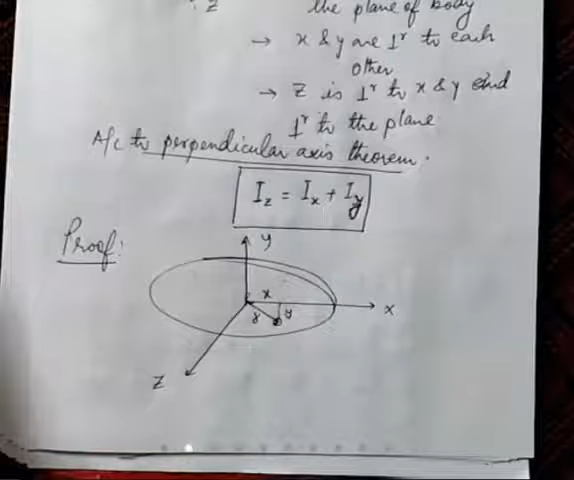 Z the plane of body
→ x & y are ⊥r to each
other
→ Z is ⊥r to x & y and
⊥r to the plane
A/c to perpendicular axis theorem.
Iz = Ix + Iy
Proof:
y
x
r y
x
Z